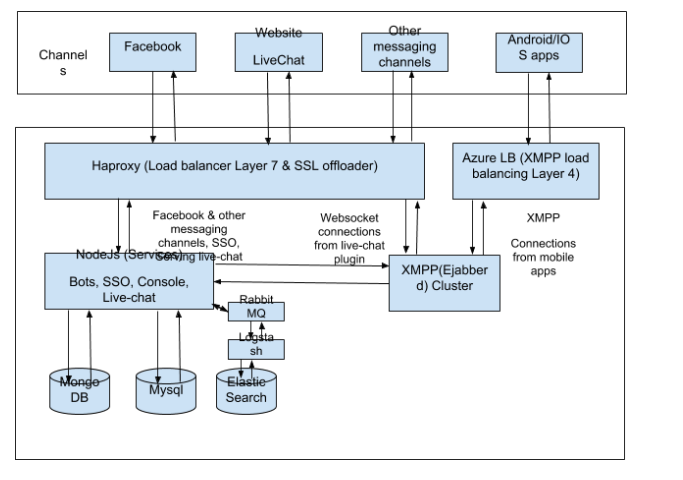 Channel
s
Facebook
Website
LiveChat
Other
messaging
channels
Android/IO
S apps
Haproxy (Load balancer Layer 7 & SSL offloader)
Azure LB (XMPP load
balancing Layer 4)
Facebook & other
messaging
channels, SSO,
Serving live-chat
Websocket
connections
from live-chat
plugin
XMPP
Connections
from mobile
apps
NodeJs (Services)
Bots, SSO, Console,
Live-chat
XMPP(Ejabber
d) Cluster
Rabbit
MQ
Logsta
sh
Mongo
DB
Mysql
Elastic
Search